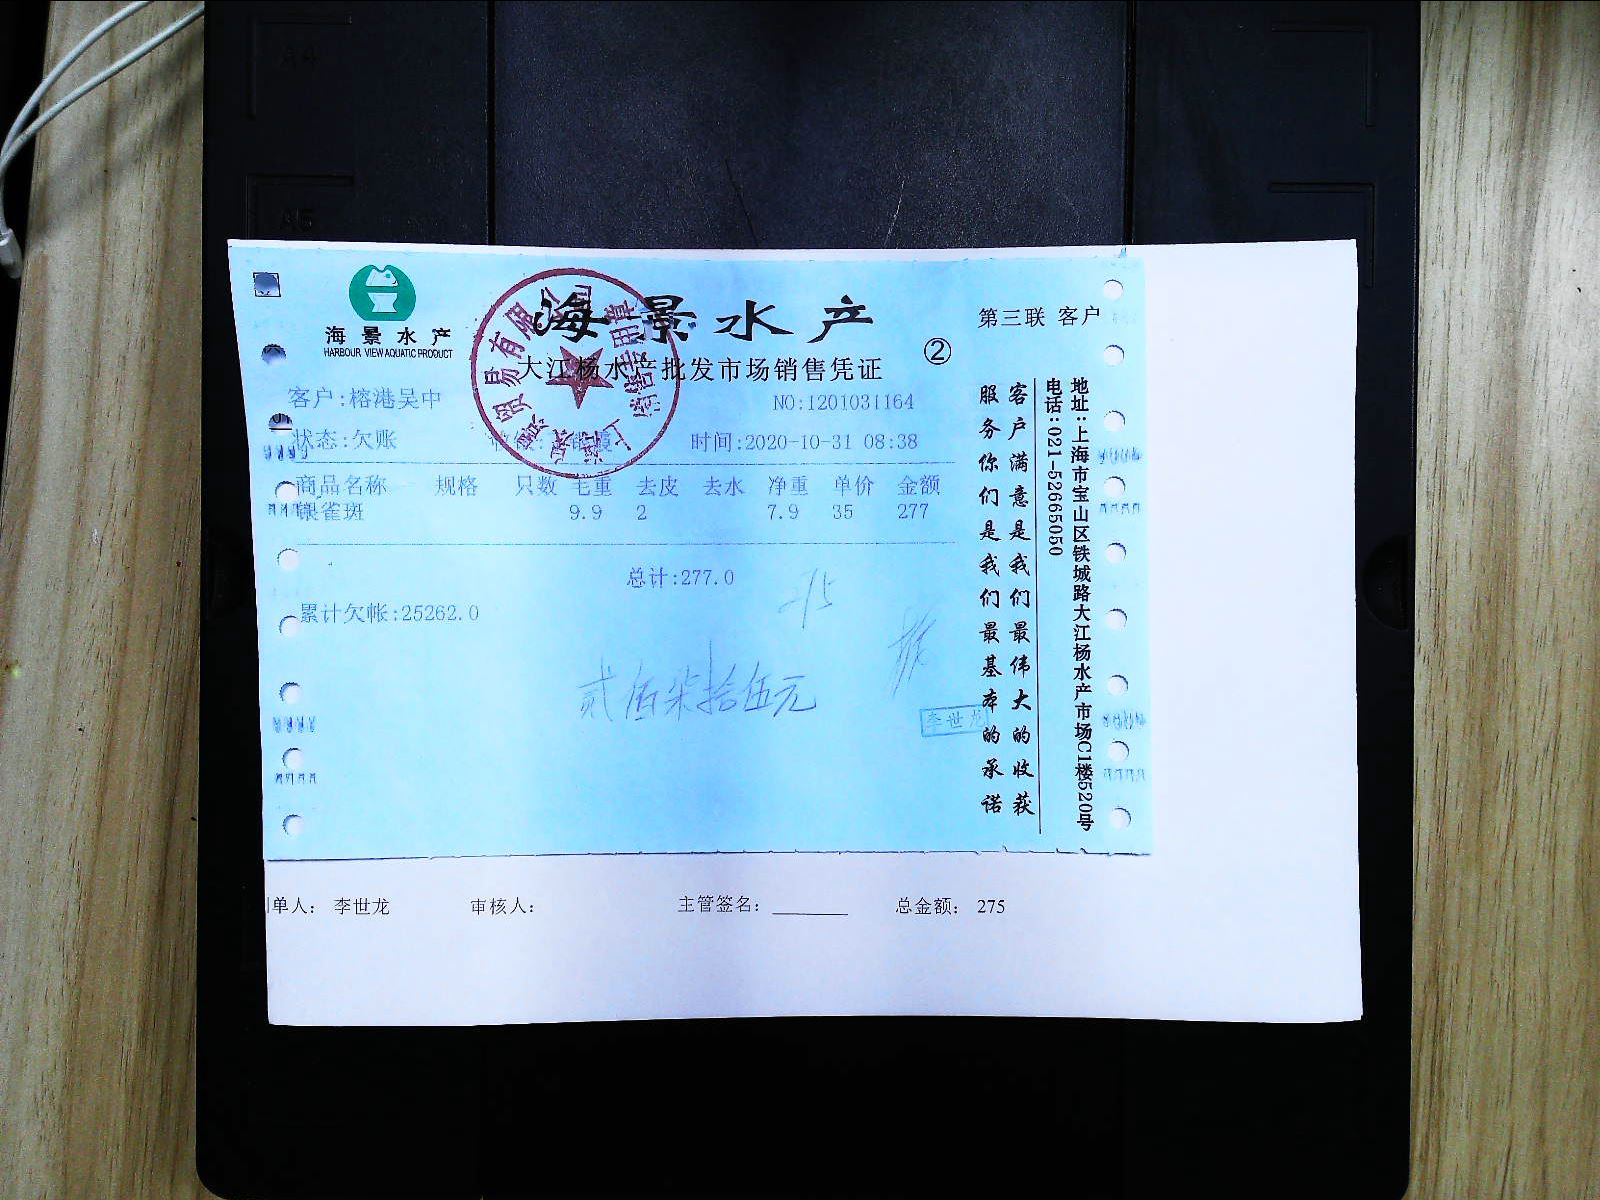 海景水产
HARBOUR VIEW AQUATIC PRODUCT
海景水产
第三联 客户
大江杨水产批发市场销售凭证
②
客户:榕港吴中
NO:1201031164
状态:欠账
时间:2020-10-31 08:38
商品名称 规格 只数 毛重 去皮 去水 净重 单价 金额
银雀斑 9.9 2 7.9 35 277
总计:277.0
累计欠帐:25262.0
贰佰柒拾伍元
李世龙
客户满意是我们最伟大的收获
服务你们是我们最基本的承诺
地址:上海市宝山区铁城路大江杨水产市场C1楼520号
电话:021-52665050
单人: 李世龙 审核人: 主管签名: 总金额: 275